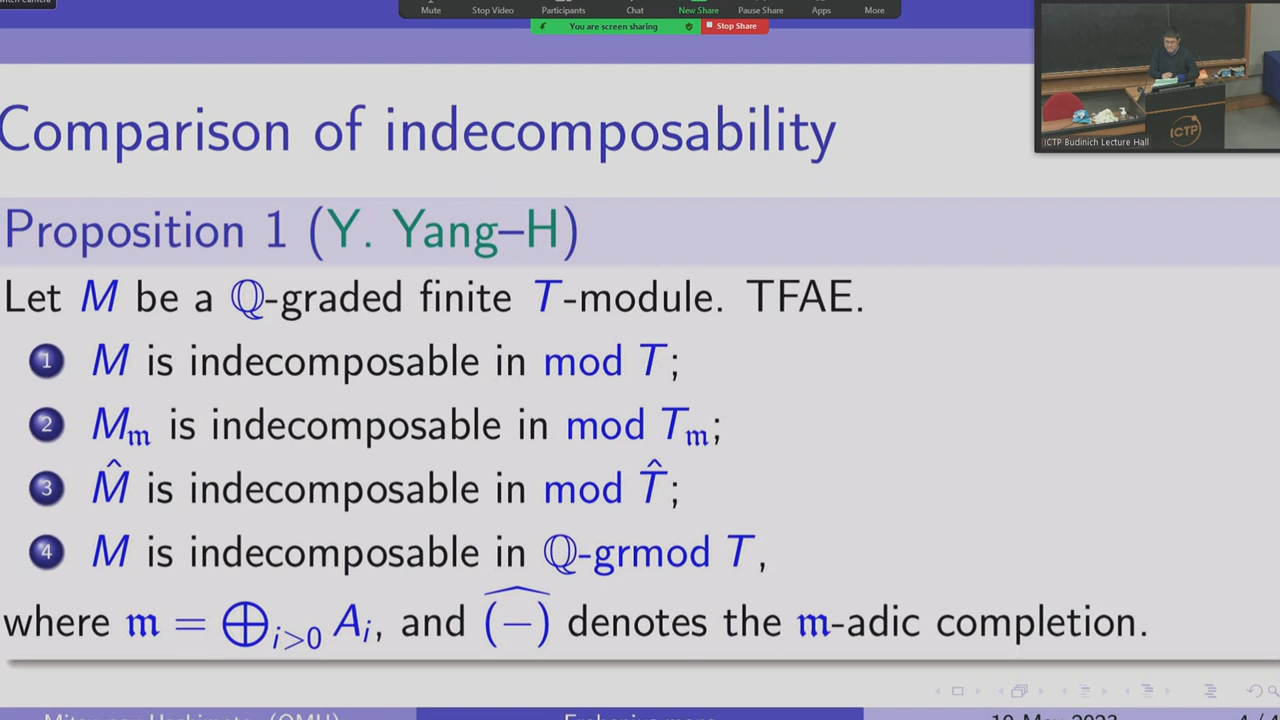 Mute Stop Video Participants Chat New Share Pause Share Apps More
You are screen sharing Stop Share
Comparison of indecomposability
ICTP
ICTP Budinich Lecture Hall
Proposition 1 (Y. Yang–H)
Let M be a ℚ-graded finite T-module. TFAE.
1 M is indecomposable in mod T;
2 M_𝔪 is indecomposable in mod T_𝔪;
3 M̂ is indecomposable in mod T̂;
4 M is indecomposable in ℚ-grmod T,
where 𝔪 = ⊕_{i>0} A_i, and \widehat{(−)} denotes the 𝔪-adic completion.